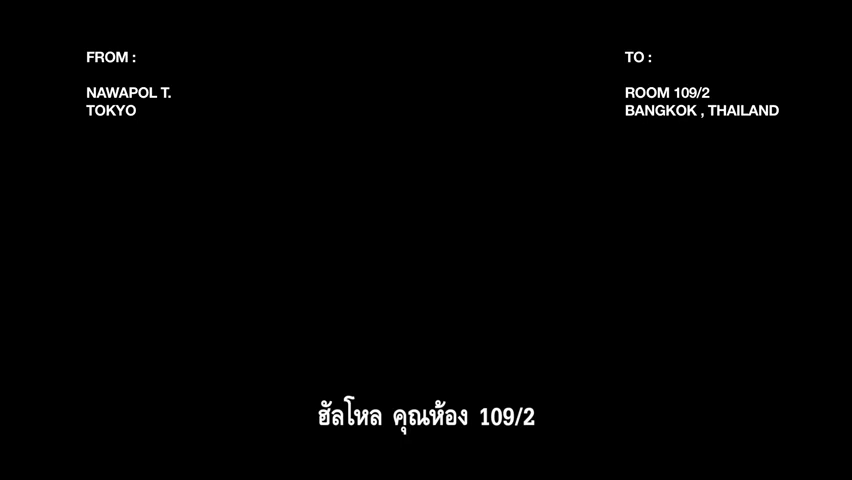 FROM :
TO :
NAWAPOL T.
TOKYO
ROOM 109/2
BANGKOK , THAILAND
ฮัลโหล คุณห้อง 109/2